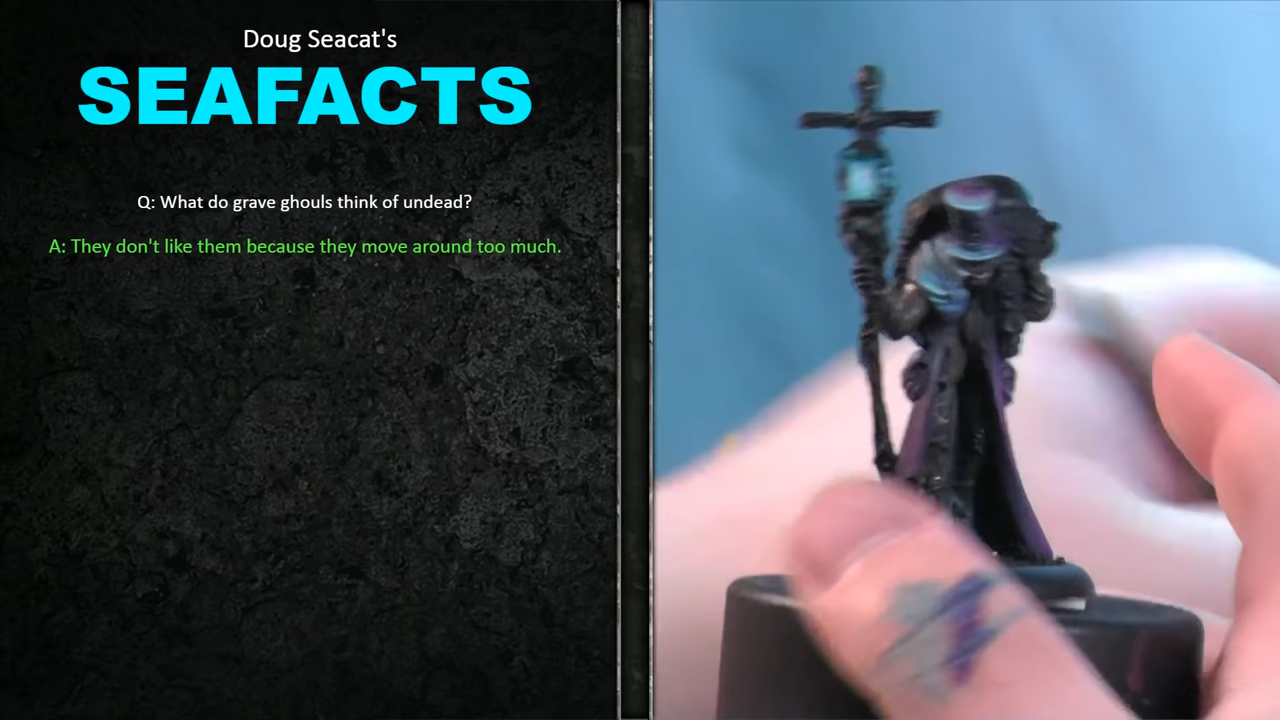 Doug Seacat's
SEAFACTS
Q: What do grave ghouls think of undead?
A: They don't like them because they move around too much.